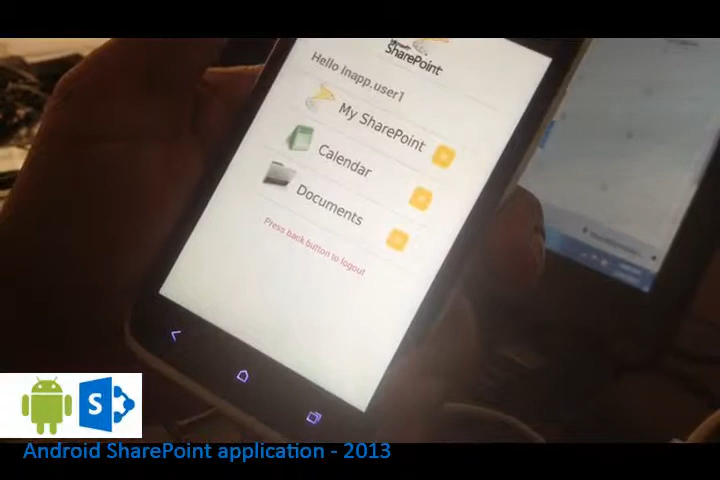 SharePoint
Hello Inapp.user1
My SharePoint
Calendar
Documents
Press back button to logout
S
Android SharePoint application - 2013